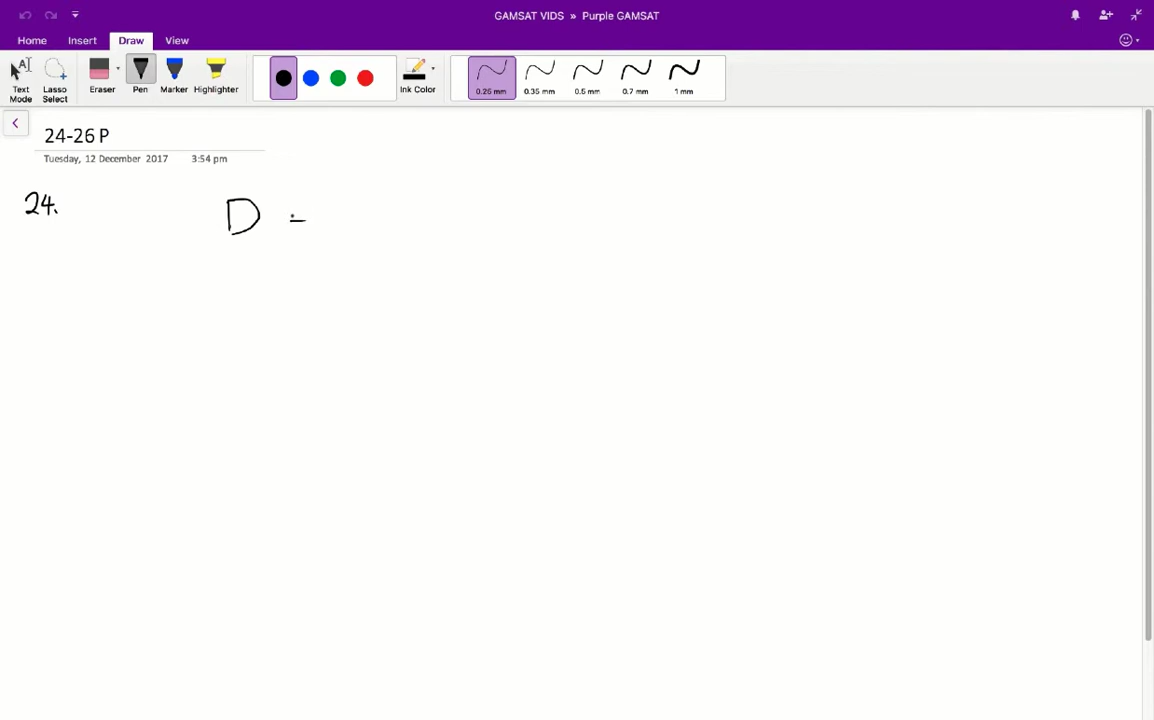 GAMSAT VIDS » Purple GAMSAT
Home Insert Draw View
Text Mode Lasso Select Eraser Pen Marker Highlighter Ink Color 0.25 mm 0.35 mm 0.5 mm 0.7 mm 1 mm
24-26 P
Tuesday, 12 December 2017 3:54 pm
24. D =